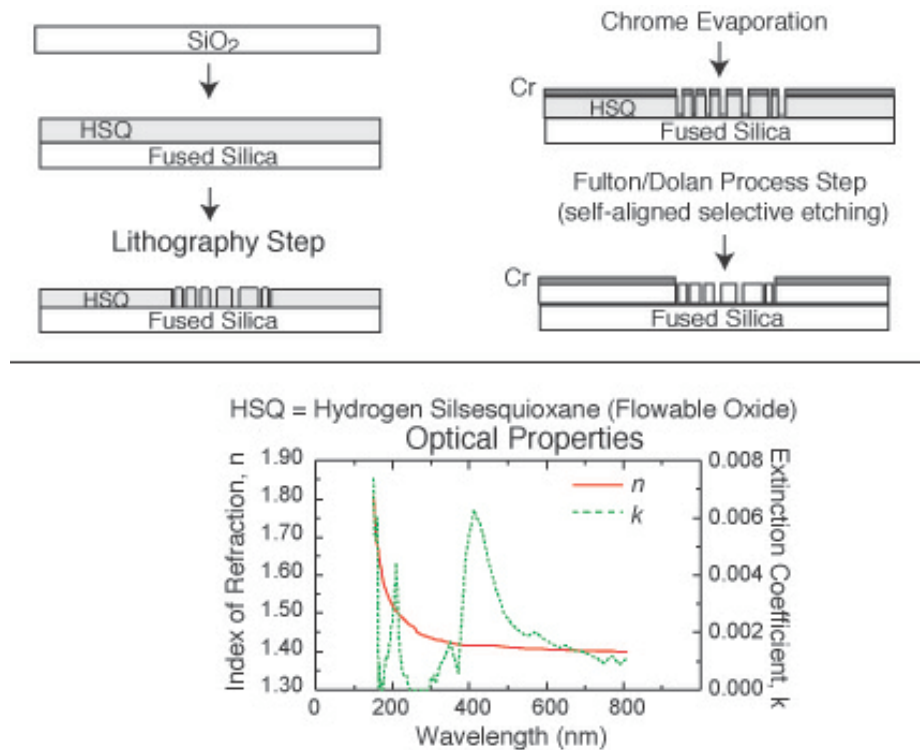 SiO2
HSQ
Fused Silica
Lithography Step
HSQ
Fused Silica
Chrome Evaporation
Cr
HSQ
Fused Silica
Fulton/Dolan Process Step
(self-aligned selective etching)
Cr
Fused Silica
HSQ = Hydrogen Silsesquioxane (Flowable Oxide)
Optical Properties
Index of Refraction, n
1.90
1.80
1.70
1.60
1.50
1.40
1.30
n
k
0.008
0.006
0.004
0.002
0.000
Extinction Coefficient, k
0 200 400 600 800
Wavelength (nm)